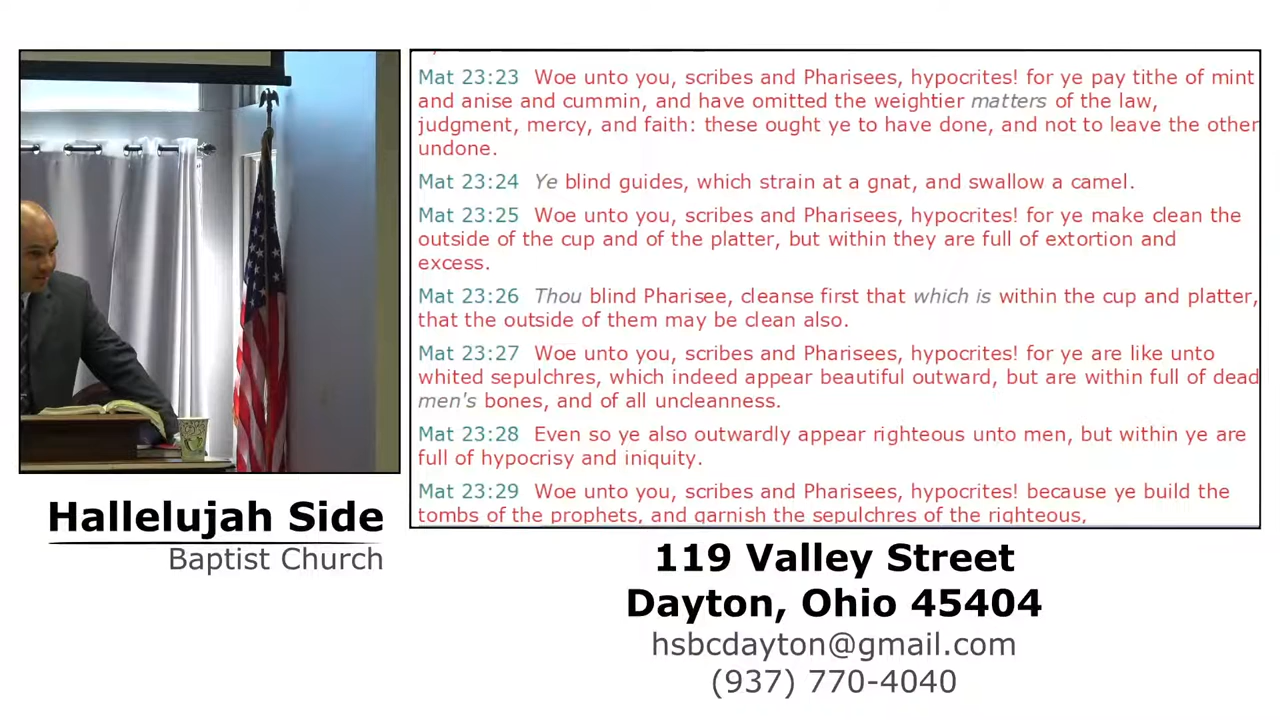 Mat 23:23 Woe unto you, scribes and Pharisees, hypocrites! for ye pay tithe of mint
and anise and cummin, and have omitted the weightier matters of the law,
judgment, mercy, and faith: these ought ye to have done, and not to leave the other
undone.
Mat 23:24 Ye blind guides, which strain at a gnat, and swallow a camel.
Mat 23:25 Woe unto you, scribes and Pharisees, hypocrites! for ye make clean the
outside of the cup and of the platter, but within they are full of extortion and
excess.
Mat 23:26 Thou blind Pharisee, cleanse first that which is within the cup and platter,
that the outside of them may be clean also.
Mat 23:27 Woe unto you, scribes and Pharisees, hypocrites! for ye are like unto
whited sepulchres, which indeed appear beautiful outward, but are within full of dead
men's bones, and of all uncleanness.
Mat 23:28 Even so ye also outwardly appear righteous unto men, but within ye are
full of hypocrisy and iniquity.
Mat 23:29 Woe unto you, scribes and Pharisees, hypocrites! because ye build the
tombs of the prophets, and garnish the sepulchres of the righteous,
Hallelujah Side
Baptist Church
119 Valley Street
Dayton, Ohio 45404
hsbcdayton@gmail.com
(937) 770-4040